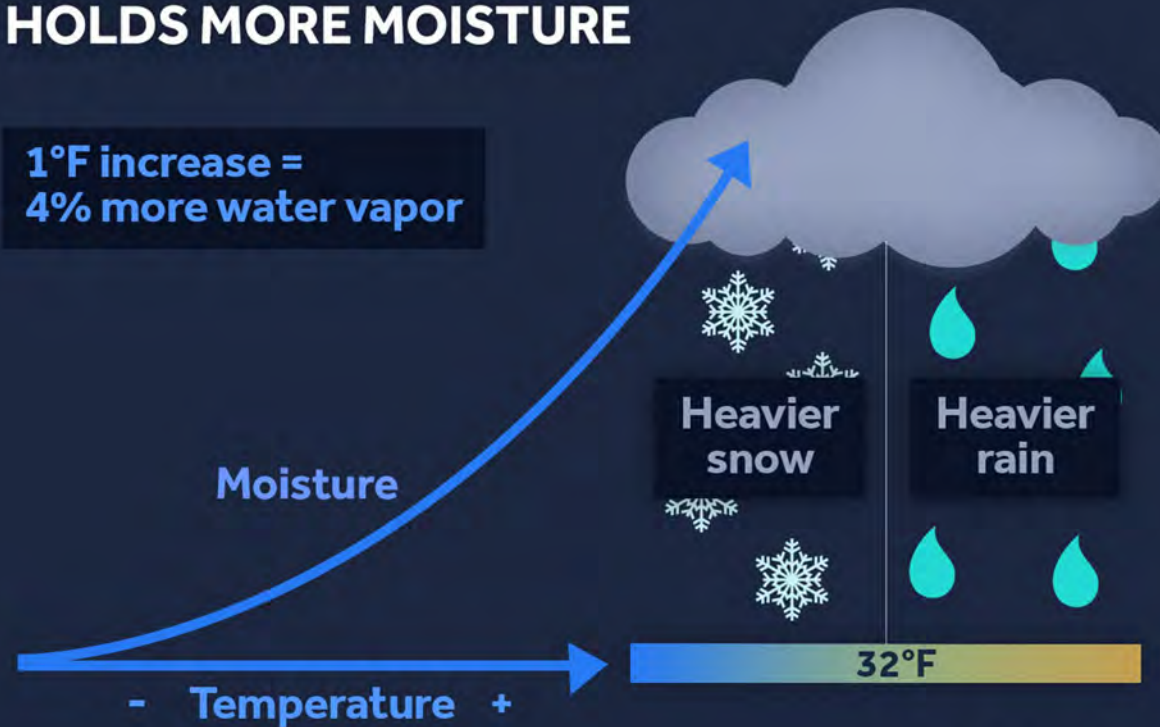 HOLDS MORE MOISTURE
1°F increase =
4% more water vapor
Moisture
Heavier
snow
Heavier
rain
32°F
- Temperature +